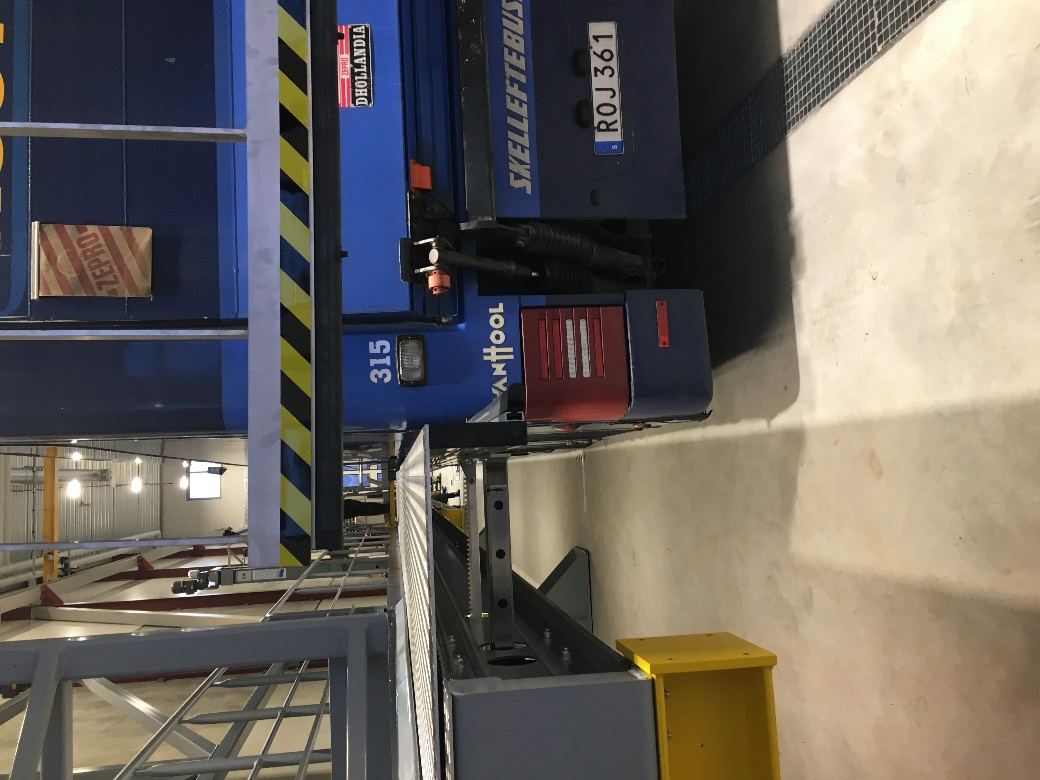 ZEPRO
ZEPRO
DHOLLANDIA
SKELLEFTEBUSS
S ROJ 361
315
VANHOOL